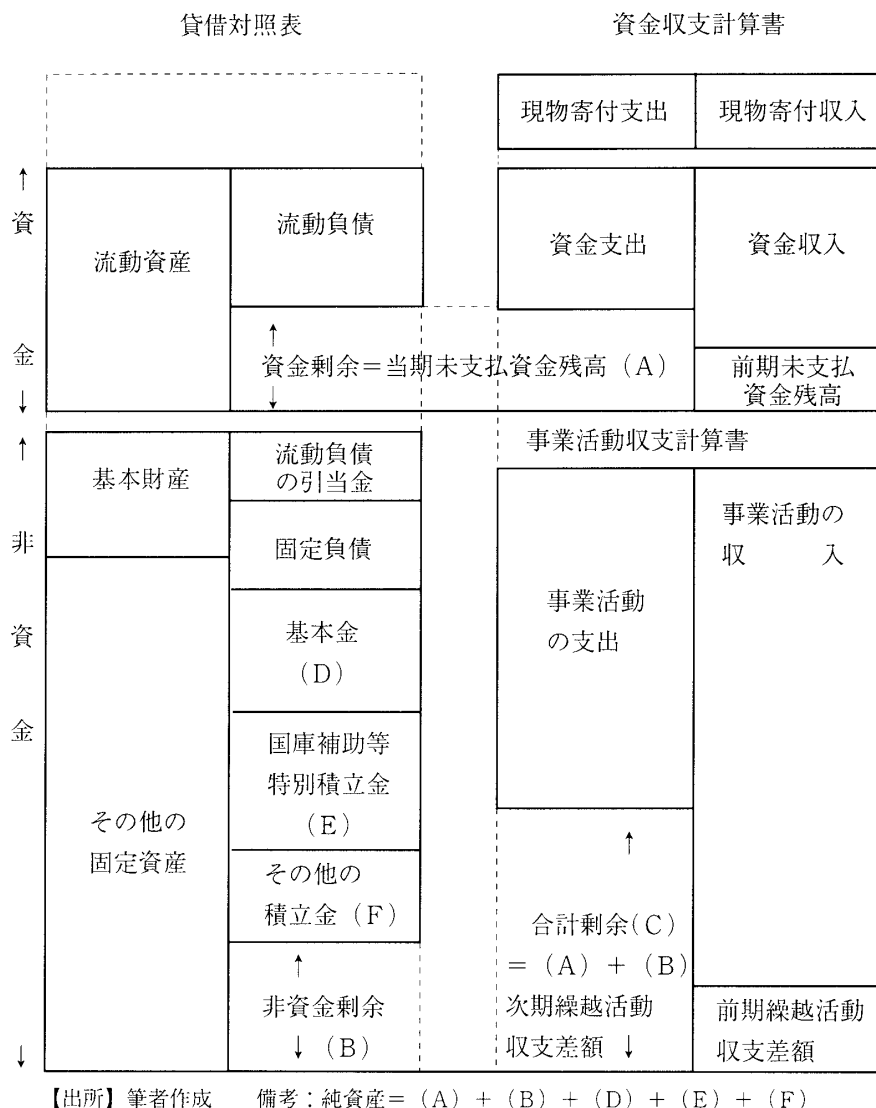 貸借対照表
資金収支計算書
現物寄付支出
現物寄付収入
↑
資
金
↓
流動資産
流動負債
資金支出
資金収入
↑
資金剰余＝当期未支払資金残高（A）
↓
前期未支払
資金残高
↑
非
資
金
↓
基本財産
流動負債
の引当金
固定負債
基本金
（D）
国庫補助等
特別積立金
（E）
その他の
固定資産
その他の
積立金（F）
↑
非資金剰余
↓（B）
事業活動収支計算書
事業活動
の支出
事業活動の
収　　入
↑
合計剰余(C)
＝（A）＋（B）
次期繰越活動
収支差額 ↓
前期繰越活動
収支差額
【出所】筆者作成　　備考：純資産＝（A）＋（B）＋（D）＋（E）＋（F）